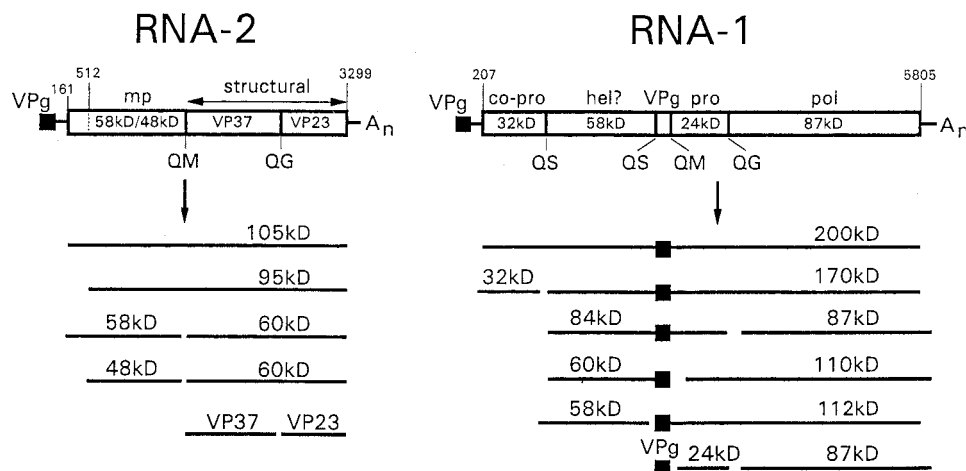 RNA-2
RNA-1
161
512
3299
VPg
mp
structural
58kD/48kD
VP37
VP23
An
QM
QG
105kD
95kD
58kD
60kD
48kD
60kD
VP37
VP23
207
5805
VPg
co-pro
hel?
VPg
pro
pol
32kD
58kD
24kD
87kD
An
QS
QS
QM
QG
200kD
32kD
170kD
84kD
87kD
60kD
110kD
58kD
112kD
VPg
24kD
87kD